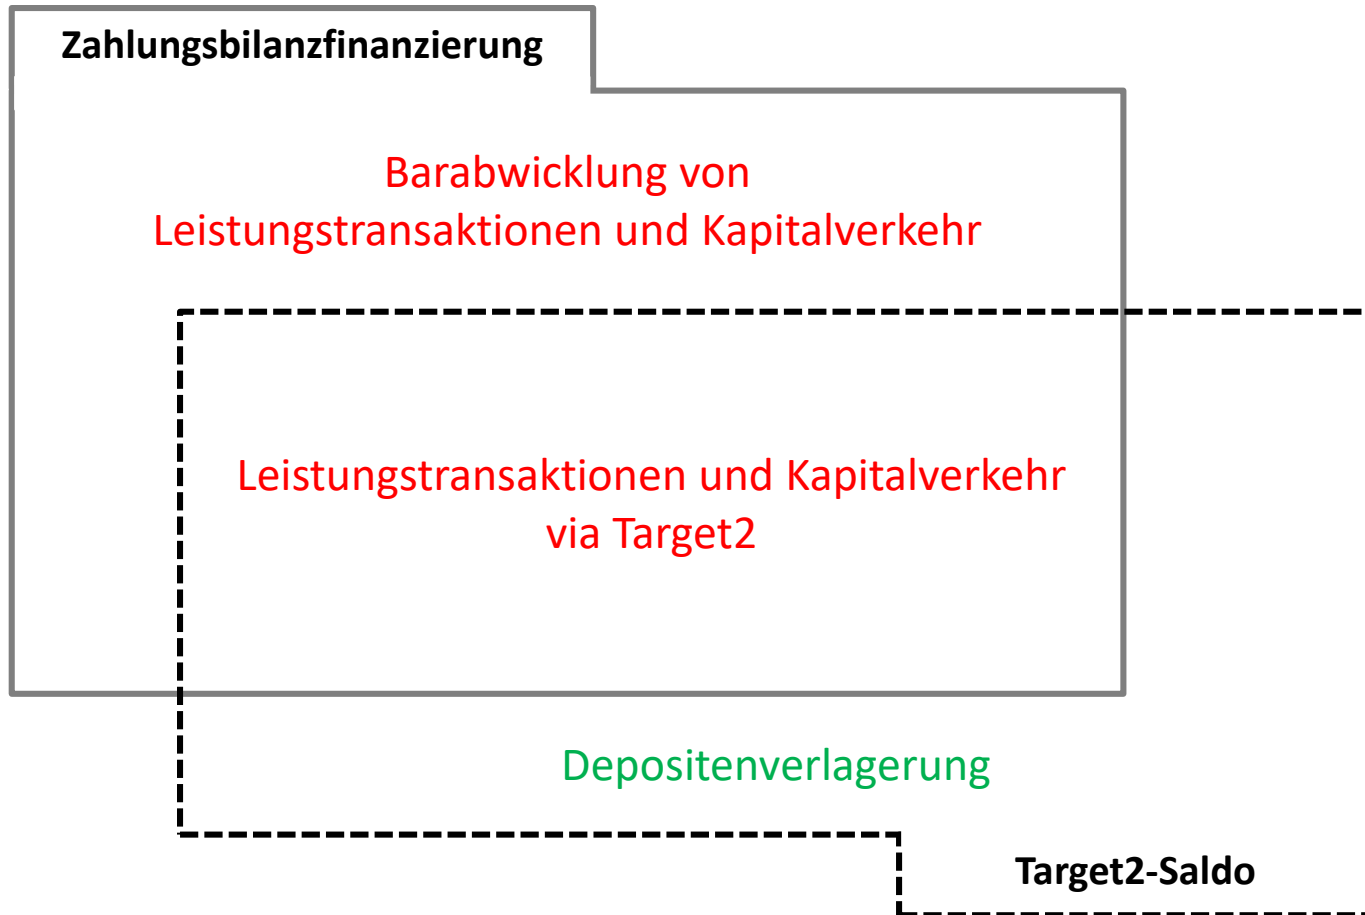 Zahlungsbilanzfinanzierung
Barabwicklung von
Leistungstransaktionen und Kapitalverkehr
Leistungstransaktionen und Kapitalverkehr
via Target2
Depositenverlagerung
Target2-Saldo